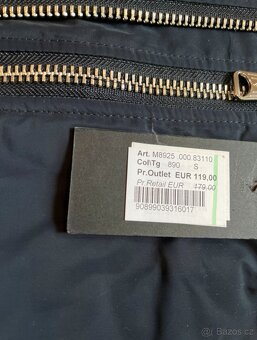 Art. M8925 .000.83110
Col\Tg 890 S
Pr.Outlet EUR 119,00
Pr.Retail EUR 179,00
90899039316017
Bazos.cz